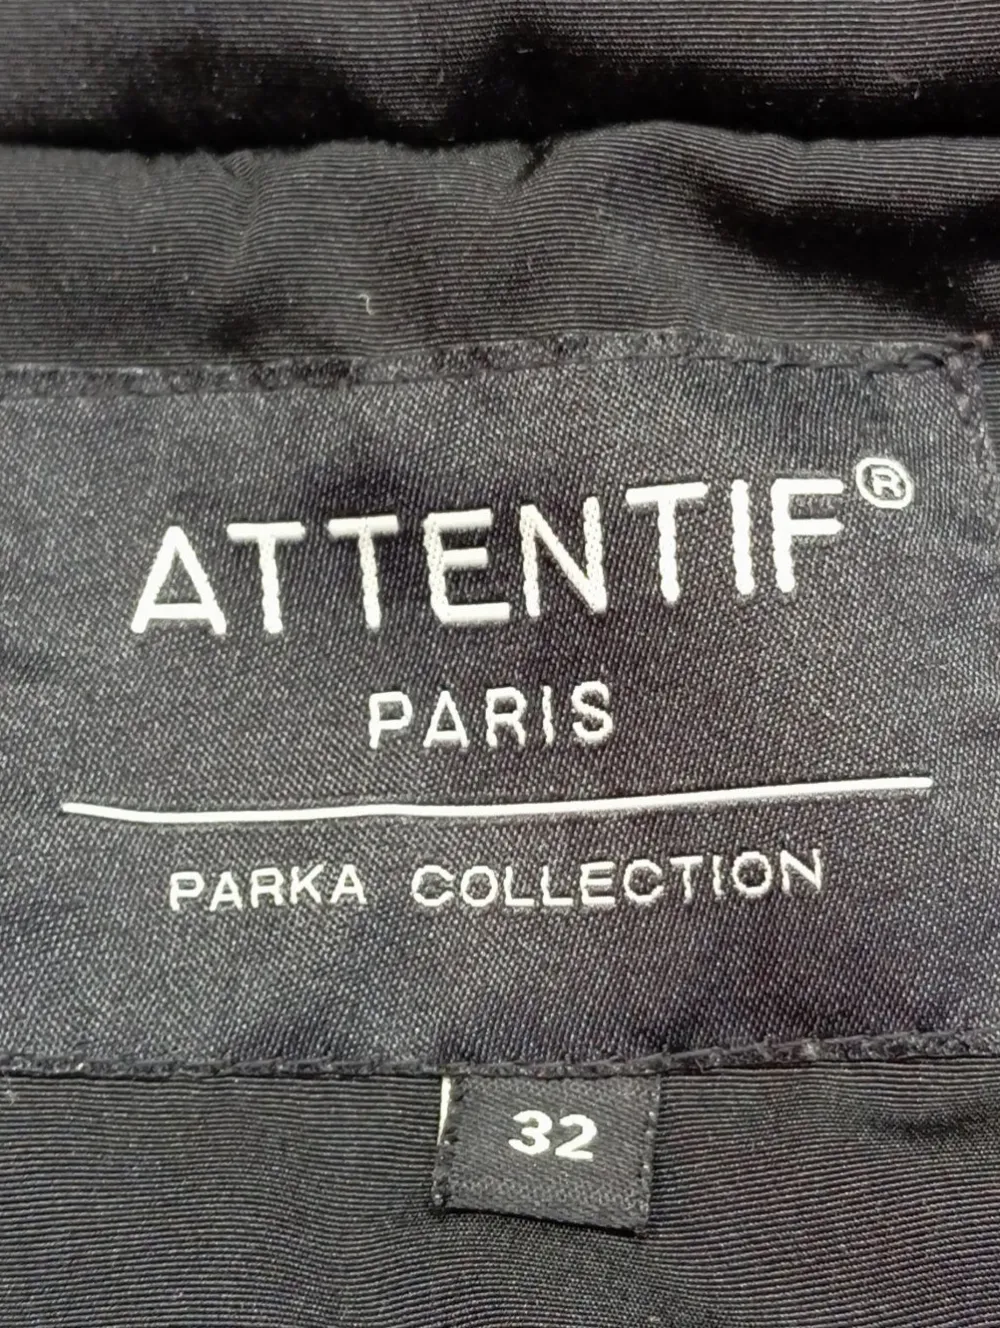 ATTENTIF®
PARIS
PARKA COLLECTION
32